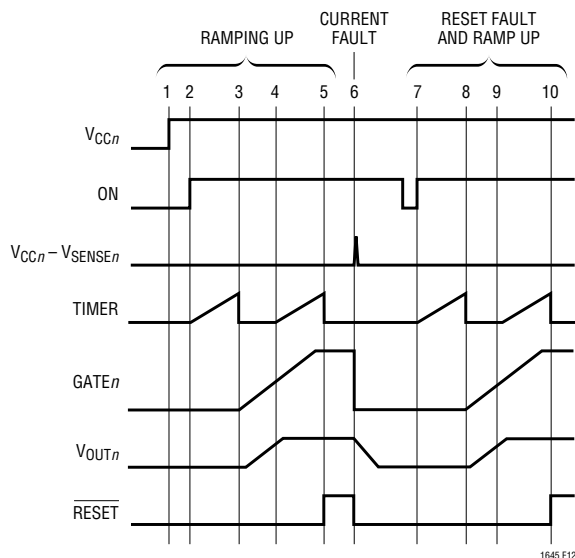 RAMPING UP
CURRENT
FAULT
RESET FAULT
AND RAMP UP
1 2 3 4 5 6 7 8 9 10
VCCn
ON
VCCn – VSENSEn
TIMER
GATEn
VOUTn
RESET
1645 F12